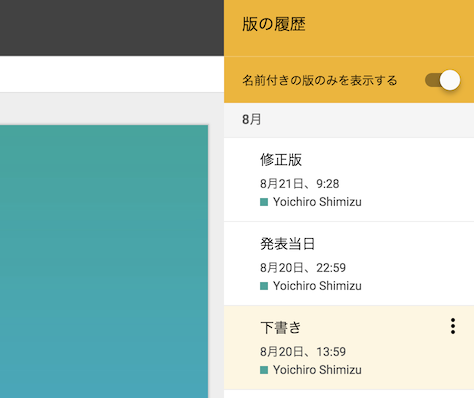 版の履歴
名前付きの版のみを表示する
8月
修正版
8月21日、9:28
Yoichiro Shimizu
発表当日
8月20日、22:59
Yoichiro Shimizu
下書き
8月20日、13:59
Yoichiro Shimizu